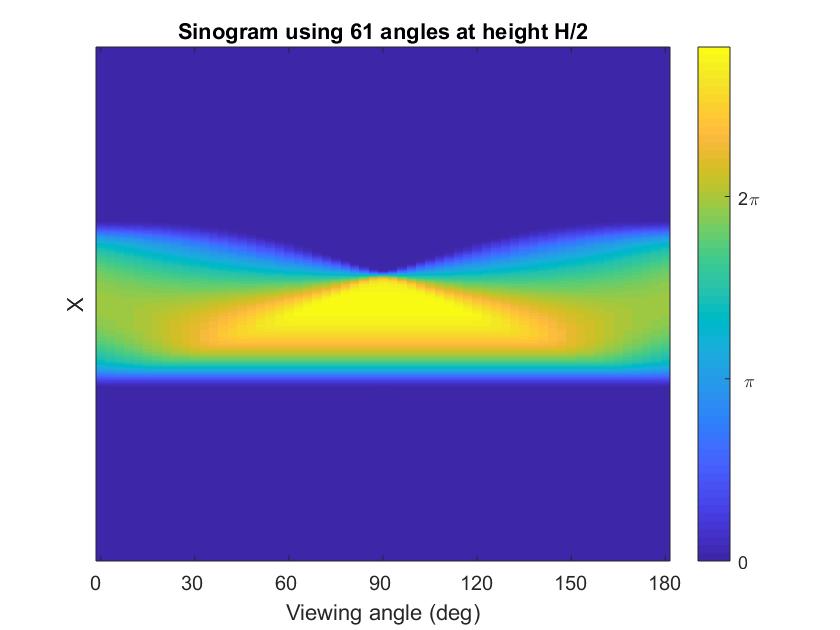 Sinogram using 61 angles at height H/2
2π
π
0
X
0 30 60 90 120 150 180
Viewing angle (deg)